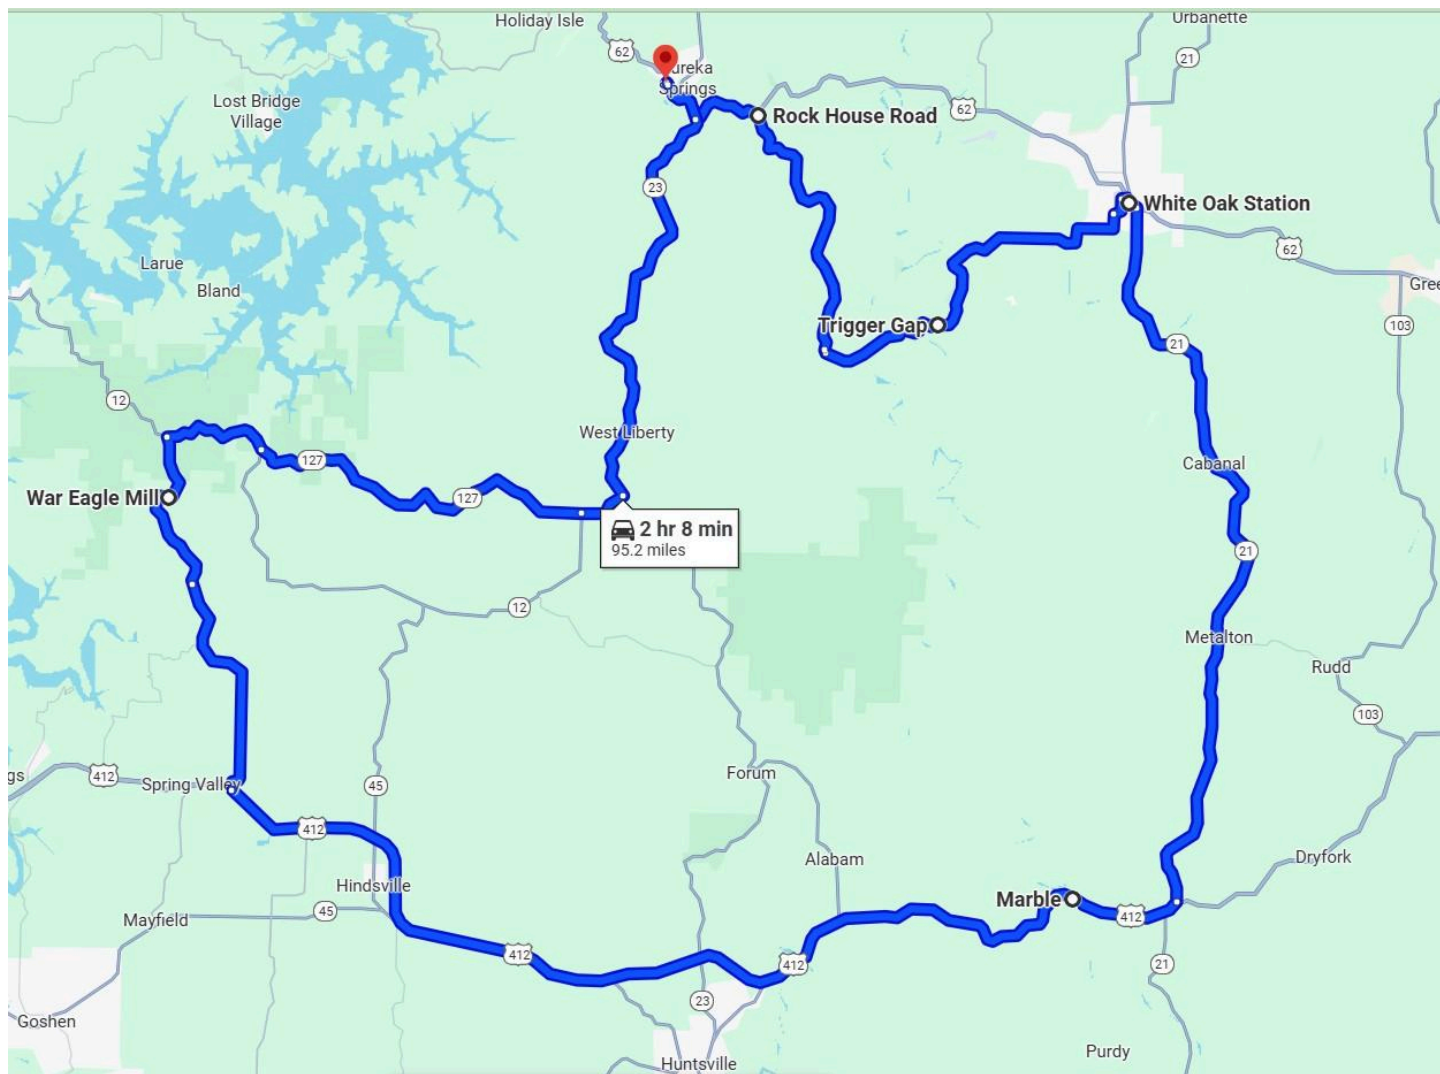 Holiday Isle
Urbanette
62
21
ureka
Springs
Lost Bridge
Village
62
Rock House Road
23
White Oak Station
62
Larue
Bland
Gree
Trigger Gap
103
21
12
West Liberty
127
Cabanal
127
War Eagle Mill
2 hr 8 min
95.2 miles
21
12
Metalton
Rudd
103
gs
412
Spring Valley
45
Forum
412
Alabam
Dryfork
Hindsville
45
Marble
412
Mayfield
412
412
21
23
Goshen
Huntsville
Purdy